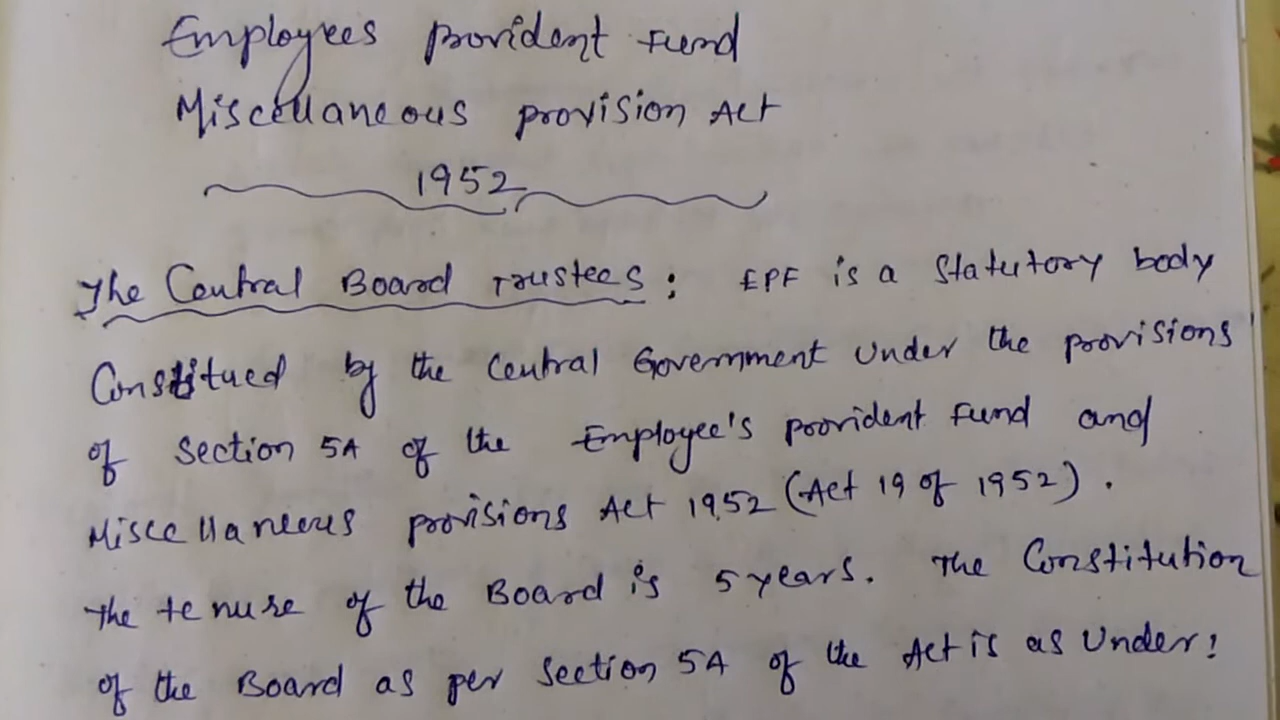 Employees provident Fund
Miscellaneous provision Act
1952
The Central Board Trustees : EPF is a Statutory body
Constitued by the Central Government under the provisions
of Section 5A of the Employee's provident Fund and
Miscellaneous provisions Act 1952 (Act 19 of 1952).
The tenure of the Board is 5 years. The Constitution
of the Board as per Section 5A of the Act is as under: